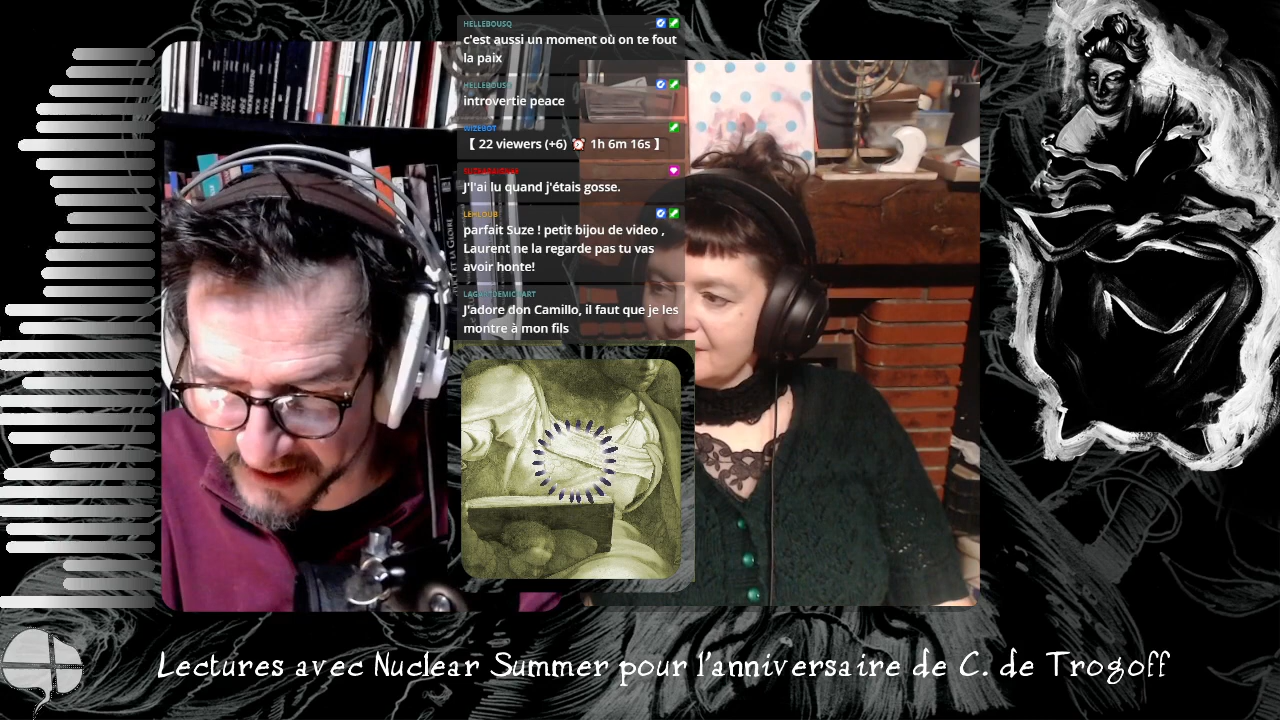 HELLEBOUSQ
c'est aussi un moment où on te fout
la paix
introvertie peace
WIZEBOT
【 22 viewers (+6) ⏰ 1h 6m 16s 】
J'l'ai lu quand j'étais gosse.
LEHLOUB
parfait Suze ! petit bijou de video ,
Laurent ne la regarde pas tu vas
avoir honte!
J'adore don Camillo, il faut que je les
montre à mon fils
Lectures avec Nuclear Summer pour l'anniversaire de C. de Trogoff